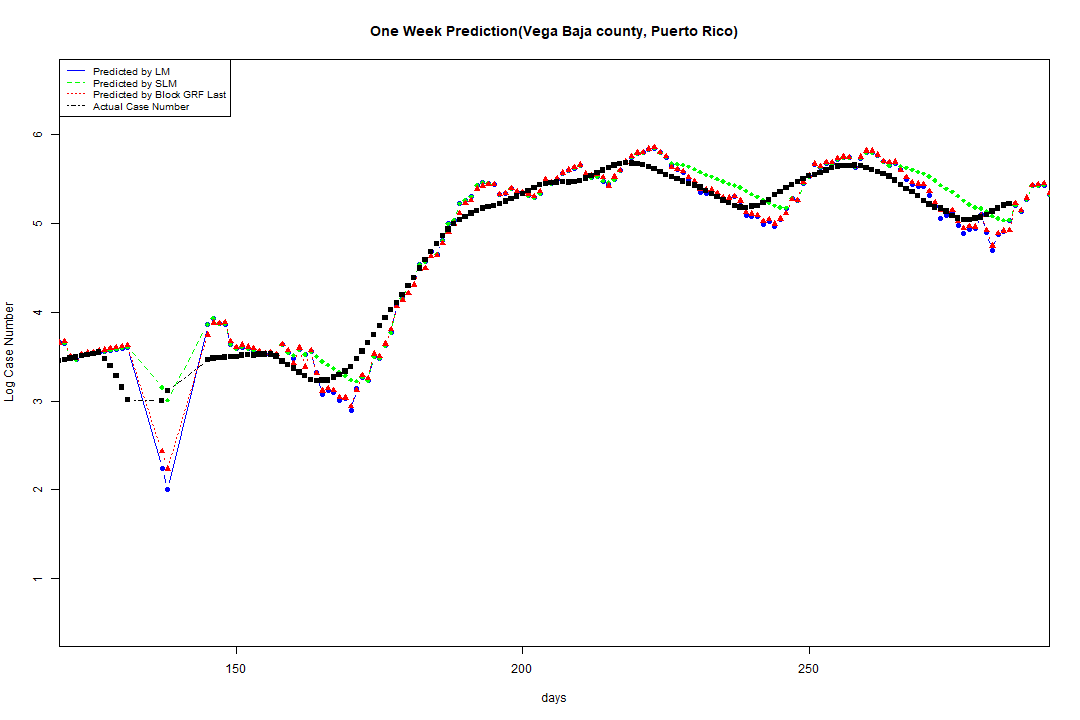 One Week Prediction(Vega Baja county, Puerto Rico)
Predicted by LM
Predicted by SLM
Predicted by Block GRF Last
Actual Case Number
6
5
4
3
2
1
Log Case Number
150
200
250
days